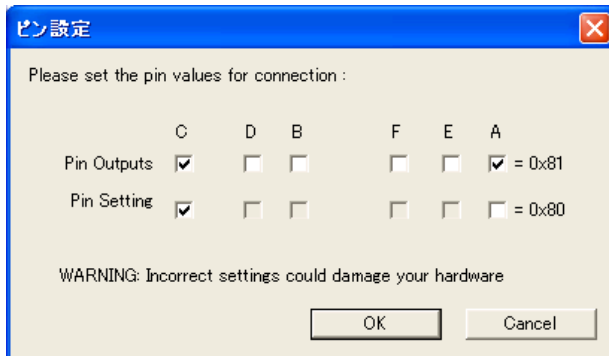 ピン設定
Please set the pin values for connection :
C D B F E A
Pin Outputs = 0x81
Pin Setting = 0x80
WARNING: Incorrect settings could damage your hardware
OK Cancel